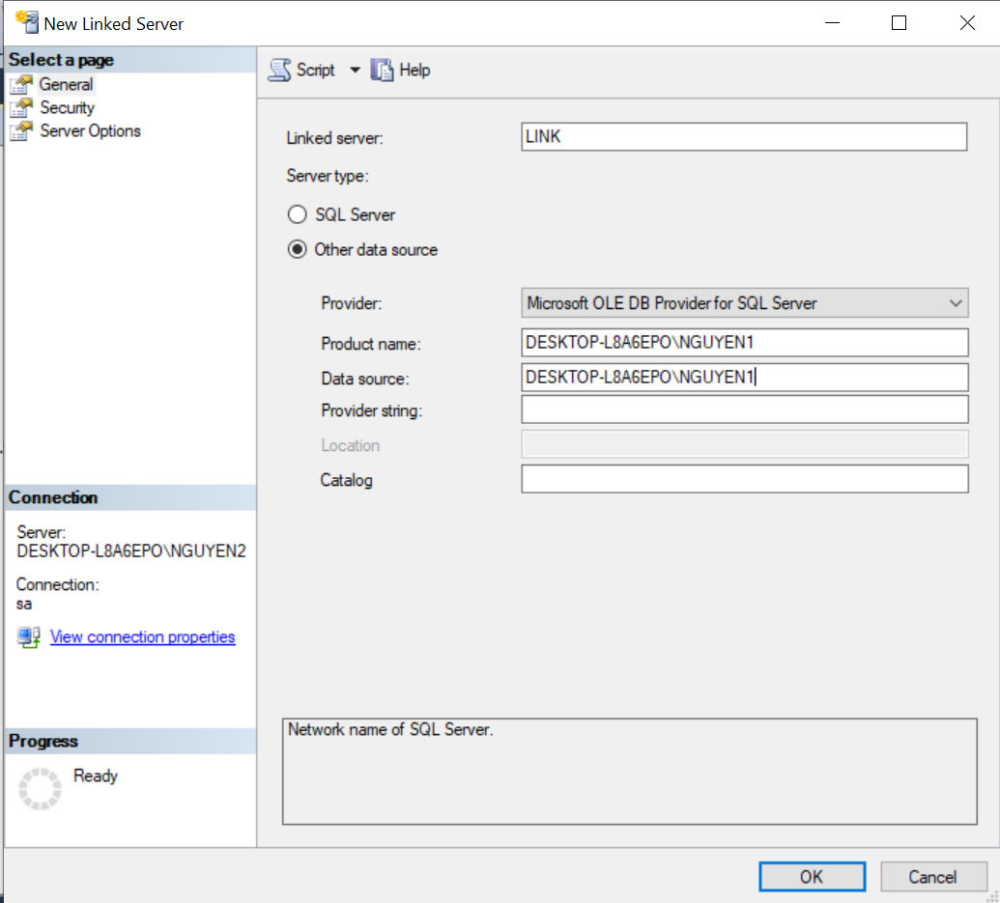 New Linked Server
Select a page
General
Security
Server Options
Script
Help
Linked server:
LINK
Server type:
SQL Server
Other data source
Provider:
Microsoft OLE DB Provider for SQL Server
Product name:
DESKTOP-L8A6EPO\NGUYEN1
Data source:
DESKTOP-L8A6EPO\NGUYEN1
Provider string:
Location
Catalog
Connection
Server:
DESKTOP-L8A6EPO\NGUYEN2
Connection:
sa
View connection properties
Progress
Ready
Network name of SQL Server.
OK
Cancel